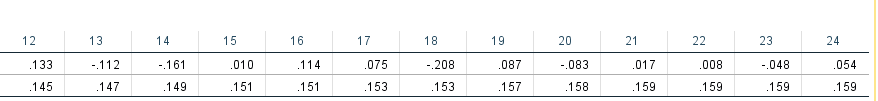 12 13 14 15 16 17 18 19 20 21 22 23 24
.133 -.112 -.161 .010 .114 .075 -.208 .087 -.083 .017 .008 -.048 .054
.145 .147 .149 .151 .151 .153 .153 .157 .158 .159 .159 .159 .159